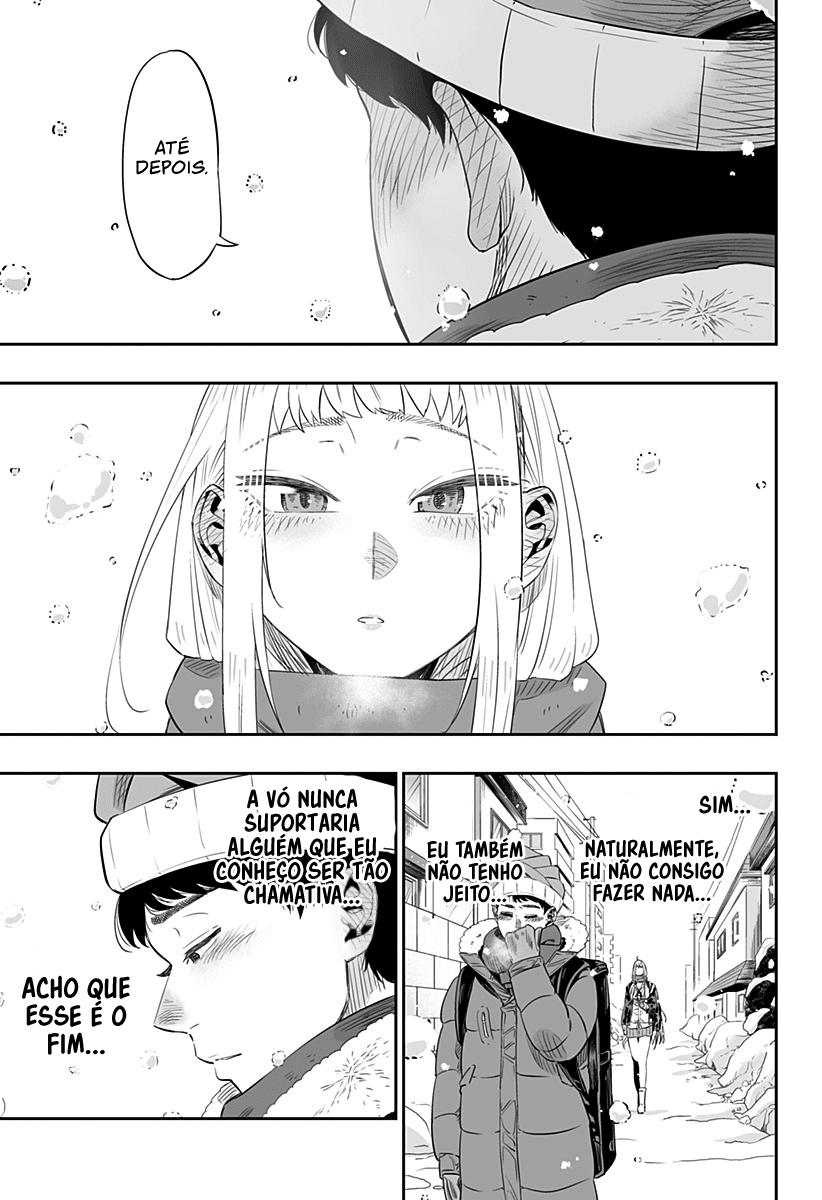 ATÉ
DEPOIS.
SIM...
NATURALMENTE,
EU NÃO CONSIGO
FAZER NADA...
EU TAMBÉM
NÃO TENHO
JEITO...
A VÓ NUNCA
SUPORTARIA
ALGUÉM QUE EU
CONHEÇO SER TÃO
CHAMATIVA...
ACHO QUE
ESSE É O
FIM...